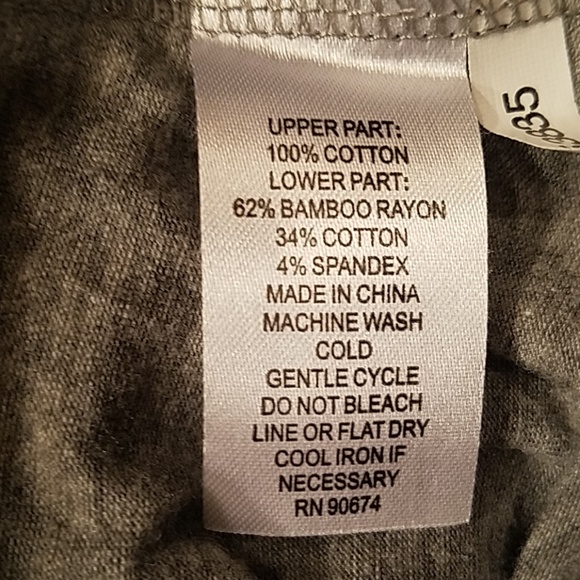 UPPER PART:
100% COTTON
LOWER PART:
62% BAMBOO RAYON
34% COTTON
4% SPANDEX
MADE IN CHINA
MACHINE WASH
COLD
GENTLE CYCLE
DO NOT BLEACH
LINE OR FLAT DRY
COOL IRON IF
NECESSARY
RN 90674